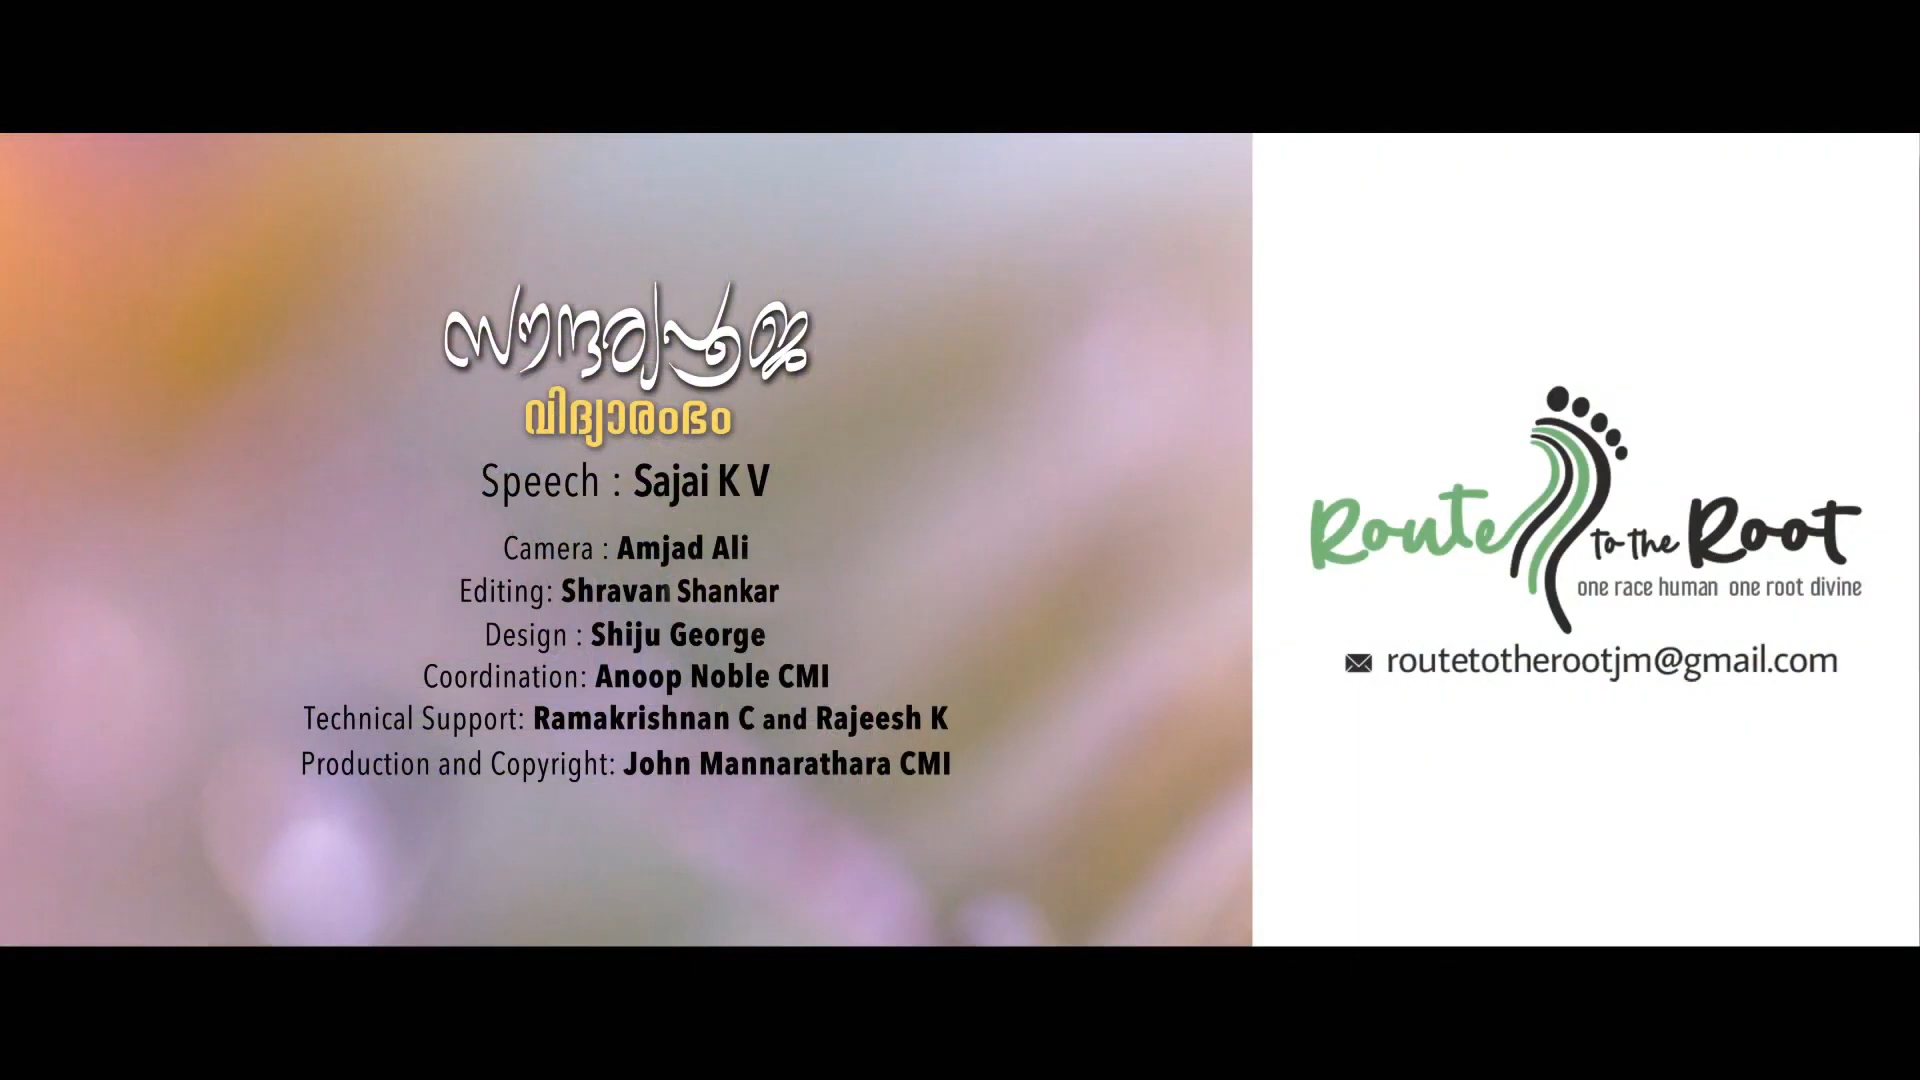 സൗന്ദര്യപൂജ
വിദ്യാരംഭം
Speech : Sajai K V
Camera : Amjad Ali
Editing: Shravan Shankar
Design : Shiju George
Coordination: Anoop Noble CMI
Technical Support: Ramakrishnan C and Rajeesh K
Production and Copyright: John Mannarathara CMI
Route to the Root
one race human one root divine
routetotherootjm@gmail.com